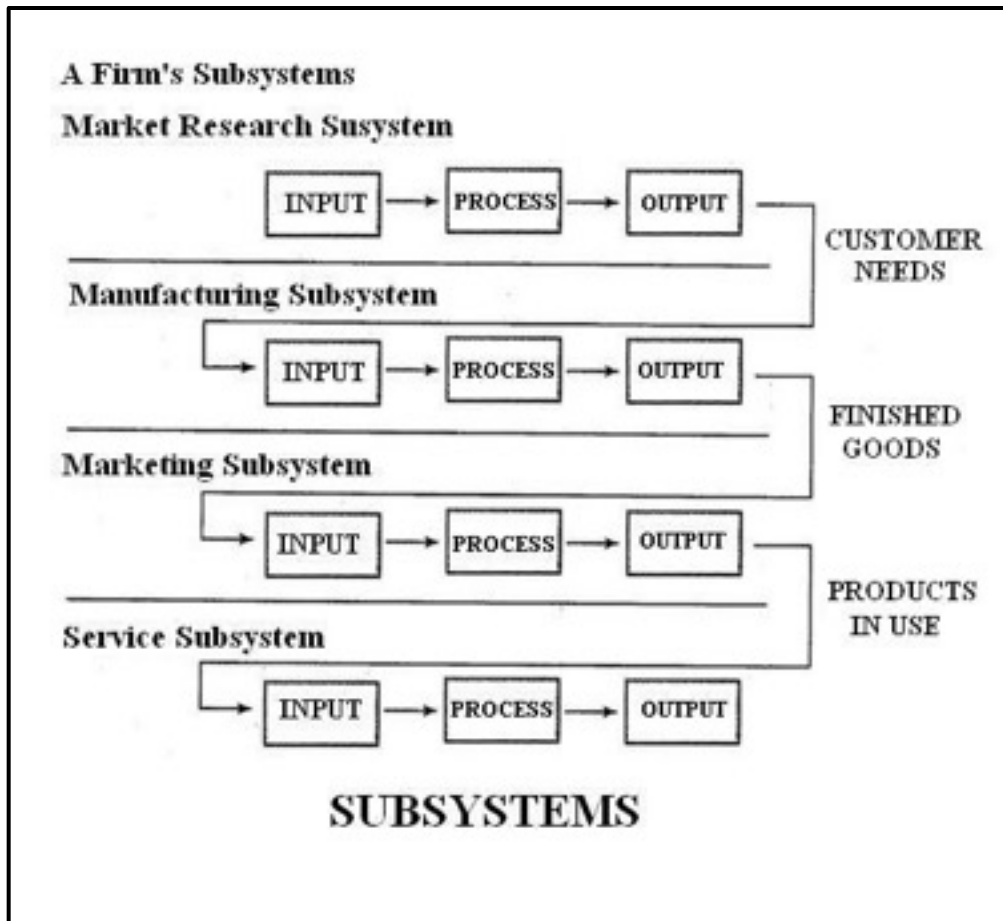 A Firm's Subsystems
Market Research Susystem
INPUT PROCESS OUTPUT
CUSTOMER
NEEDS
Manufacturing Subsystem
INPUT PROCESS OUTPUT
FINISHED
GOODS
Marketing Subsystem
INPUT PROCESS OUTPUT
PRODUCTS
IN USE
Service Subsystem
INPUT PROCESS OUTPUT
SUBSYSTEMS